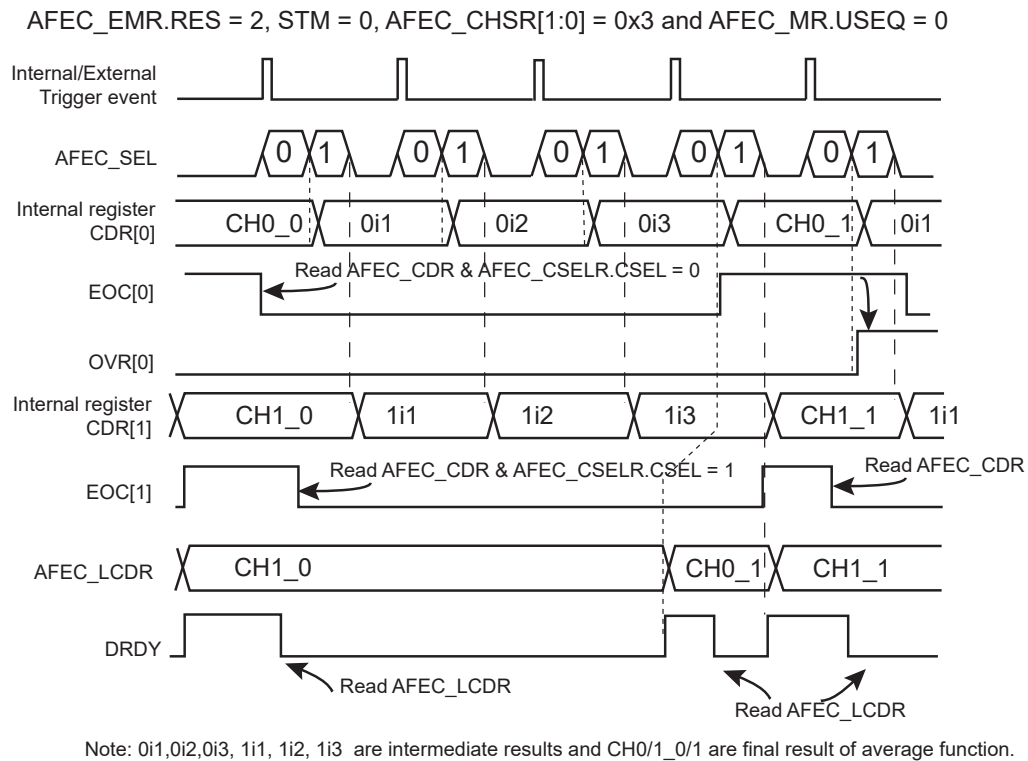 AFEC_EMR.RES = 2, STM = 0, AFEC_CHSR[1:0] = 0x3 and AFEC_MR.USEQ = 0
Internal/External
Trigger event
AFEC_SEL
0 1 0 1 0 1 0 1 0 1
Internal register
CDR[0]
CH0_0 0i1 0i2 0i3 CH0_1 0i1
Read AFEC_CDR & AFEC_CSELR.CSEL = 0
EOC[0]
OVR[0]
Internal register
CDR[1]
CH1_0 1i1 1i2 1i3 CH1_1 1i1
Read AFEC_CDR & AFEC_CSELR.CSEL = 1
Read AFEC_CDR
EOC[1]
AFEC_LCDR
CH1_0 CH0_1 CH1_1
DRDY
Read AFEC_LCDR
Read AFEC_LCDR
Note: 0i1,0i2,0i3, 1i1, 1i2, 1i3 are intermediate results and CH0/1_0/1 are final result of average function.